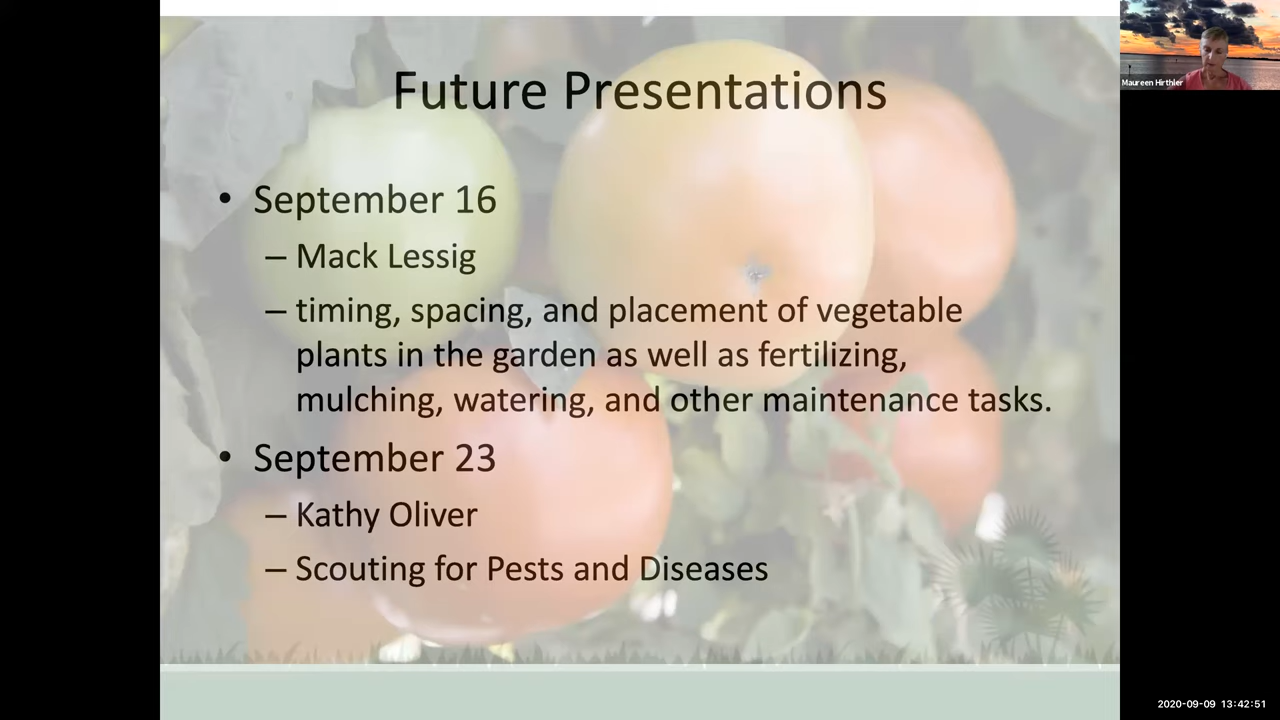 Future Presentations
Maureen Hirthler
• September 16
– Mack Lessig
– timing, spacing, and placement of vegetable
plants in the garden as well as fertilizing,
mulching, watering, and other maintenance tasks.
• September 23
– Kathy Oliver
– Scouting for Pests and Diseases
2020-09-09 13:42:51